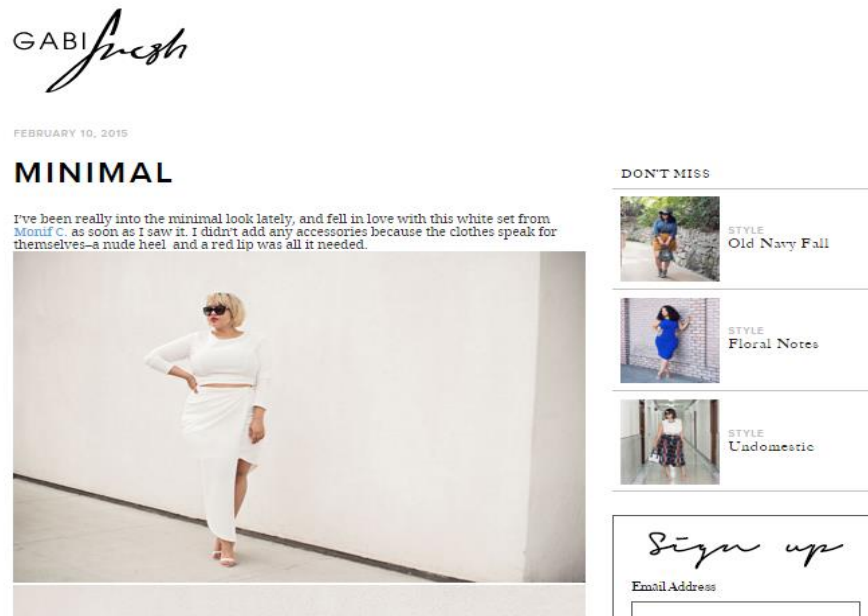 GABIfresh
FEBRUARY 10, 2015
MINIMAL
I've been really into the minimal look lately, and fell in love with this white set from
Monif C. as soon as I saw it. I didn't add any accessories because the clothes speak for
themselves–a nude heel and a red lip was all it needed.
DON'T MISS
STYLE
Old Navy Fall
STYLE
Floral Notes
STYLE
Undomestic
Sign up
Email Address